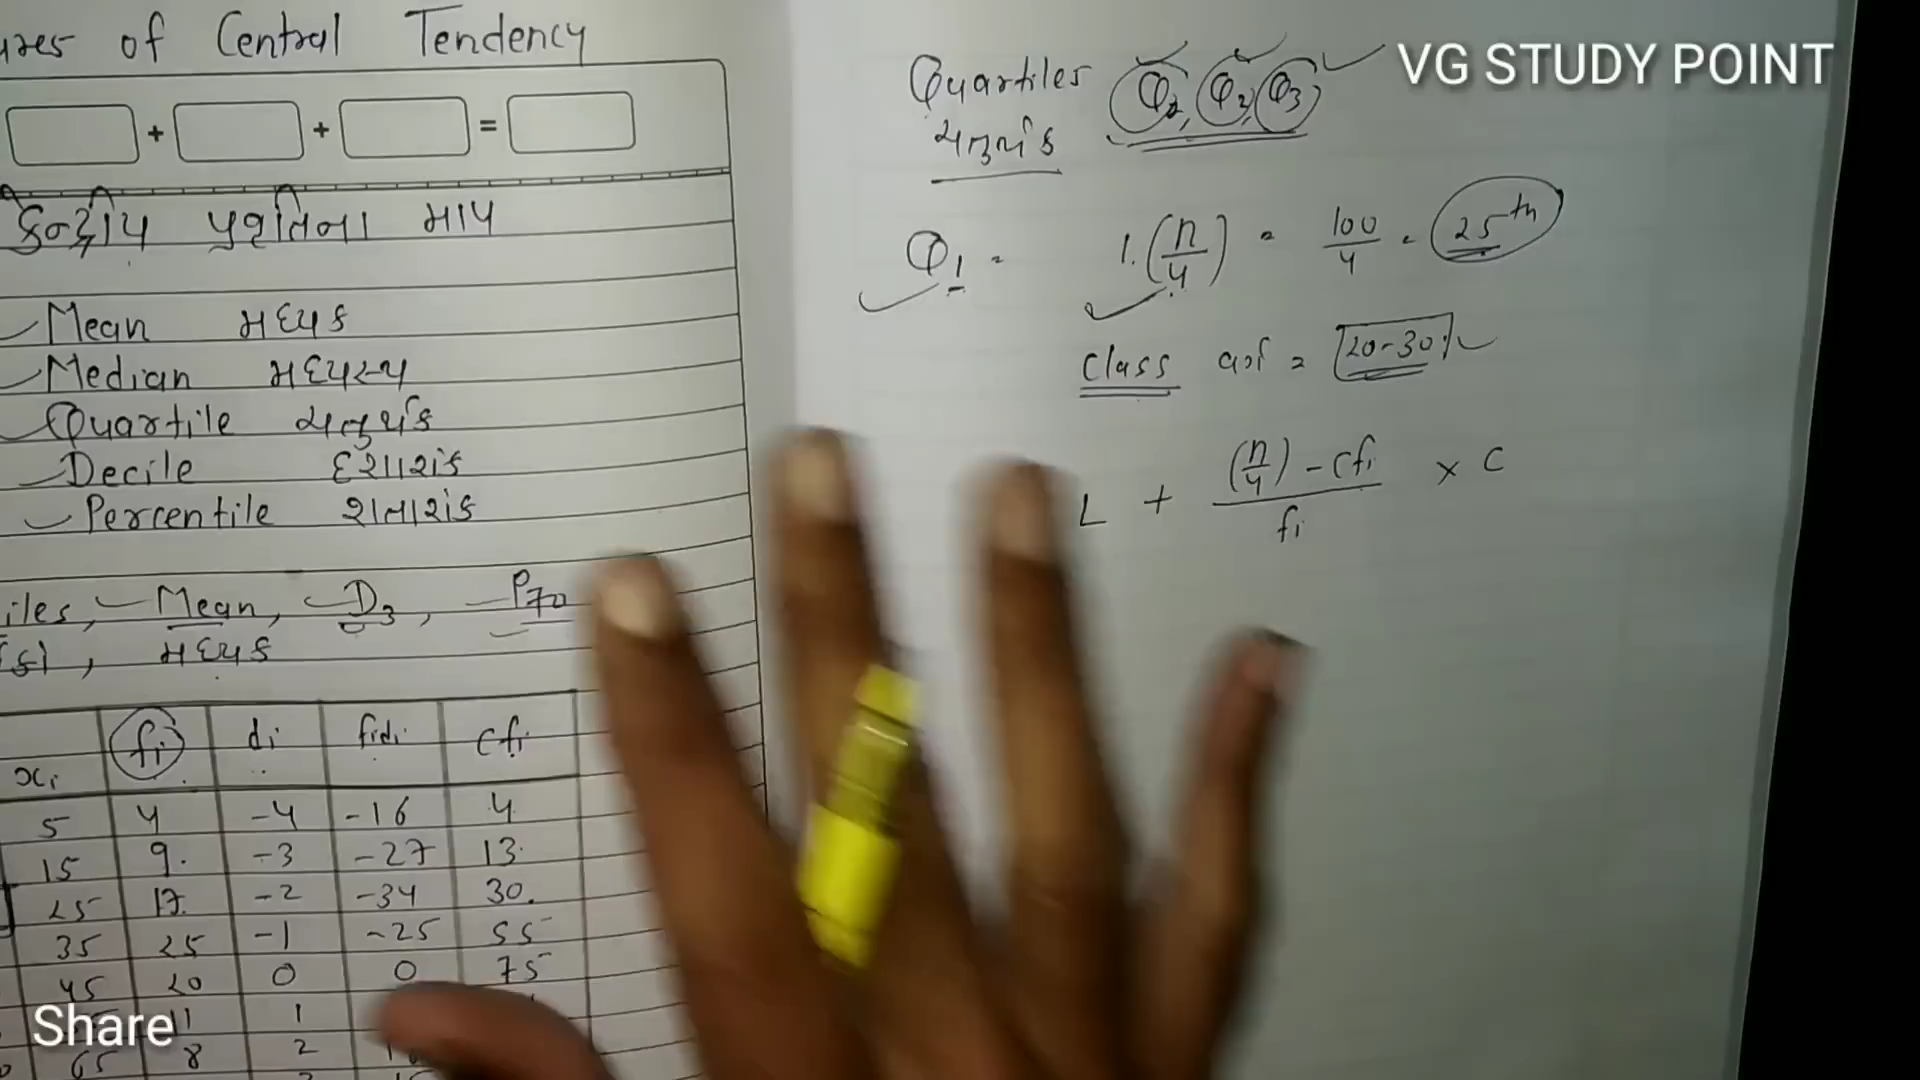 of Central Tendency
+ + =
કેન્દ્રીય પ્રવૃત્તિના માપ
Mean મધ્યક
Median મધ્યસ્થ
Quartile ચતુર્થક
Decile દશાંશક
Percentile શતાંશક
iles, Mean, D3, P70
મધ્યક
xi fi di fidi cfi
5 4 -4 -16 4
15 9. -3 -27 13.
25 17. -2 -34 30.
35 25 -1 -25 55
45 20 0 0 75
11 1
65 8 2
VG STUDY POINT
Quartiles Q1, Q2, Q3
Q1 = 1.(n/4) = 100/4 = 25th
Class વર્ગ = 20-30
L + (n/4) - cfi / fi × c
Share